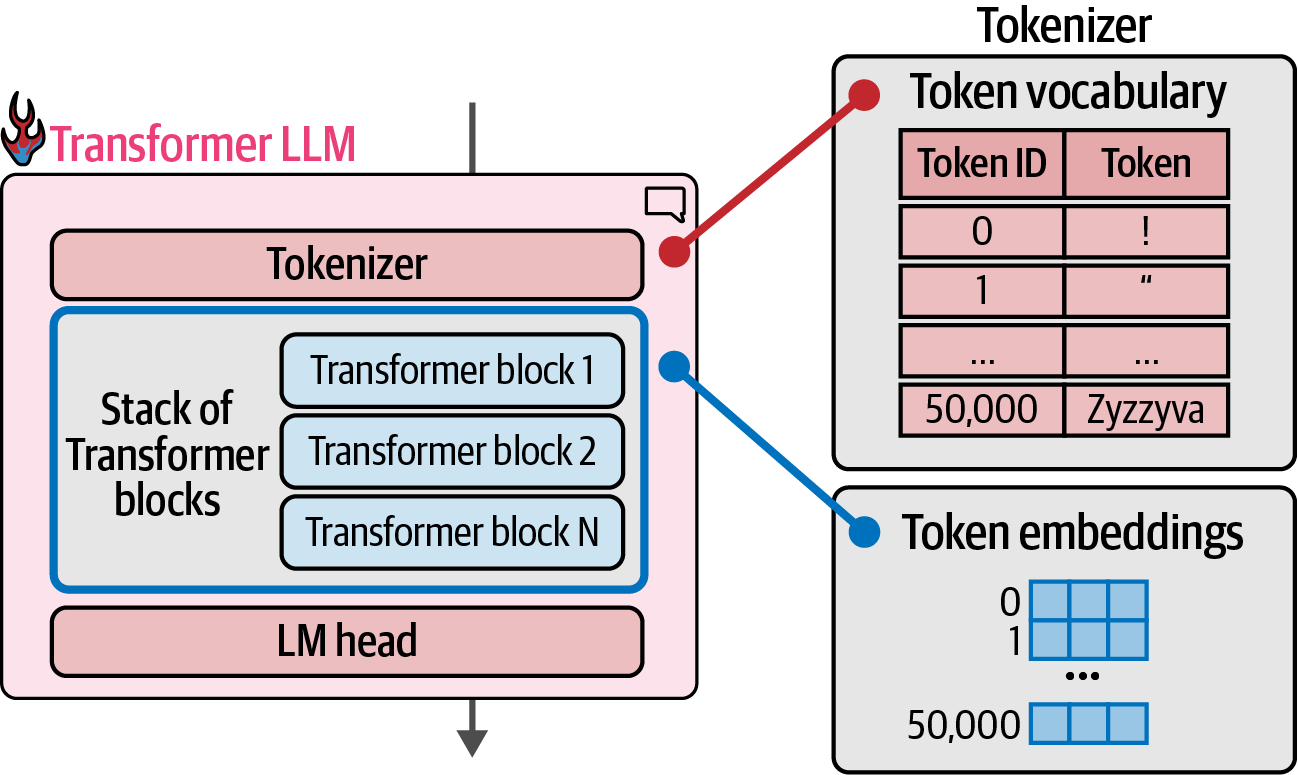 Transformer LLM
Tokenizer
Stack of
Transformer
blocks
Transformer block 1
Transformer block 2
Transformer block N
LM head
Tokenizer
Token vocabulary
Token ID Token
0 !
1 “
... ...
50,000 Zyzzyva
Token embeddings
0
1
...
50,000